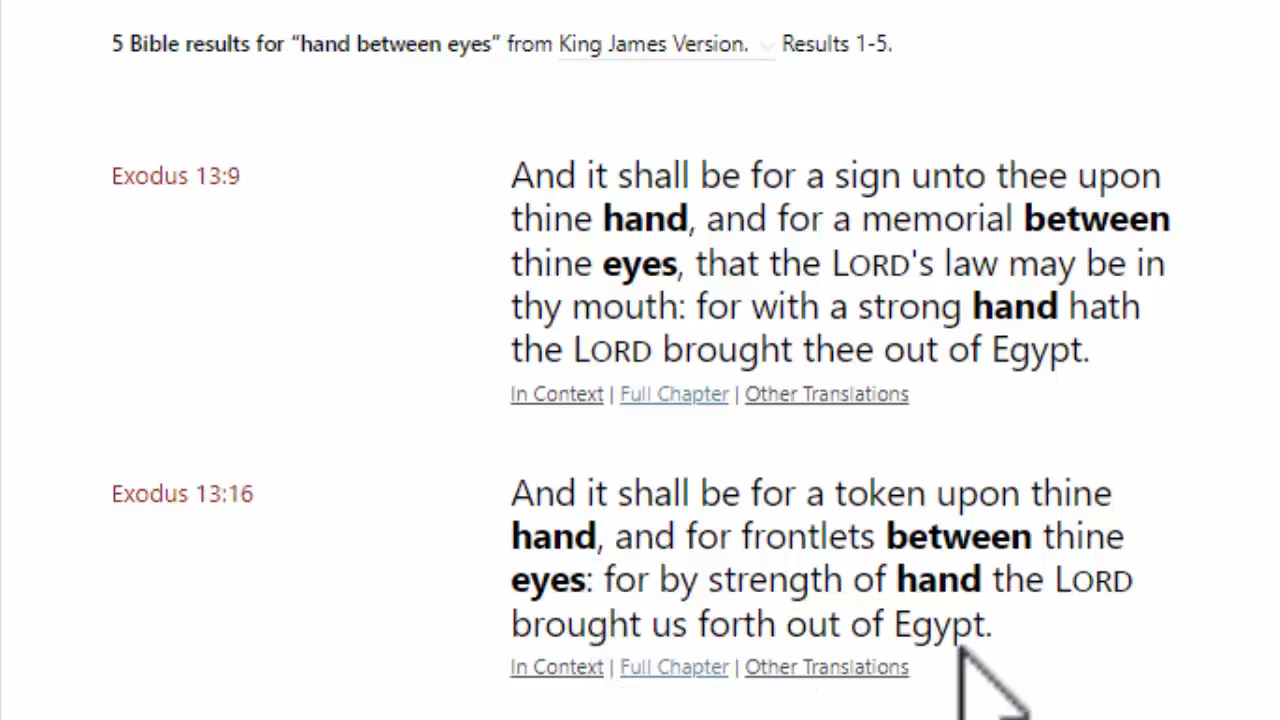 5 Bible results for “hand between eyes” from King James Version. Results 1-5.
Exodus 13:9
And it shall be for a sign unto thee upon
thine hand, and for a memorial between
thine eyes, that the LORD's law may be in
thy mouth: for with a strong hand hath
the LORD brought thee out of Egypt.
In Context | Full Chapter | Other Translations
Exodus 13:16
And it shall be for a token upon thine
hand, and for frontlets between thine
eyes: for by strength of hand the LORD
brought us forth out of Egypt.
In Context | Full Chapter | Other Translations